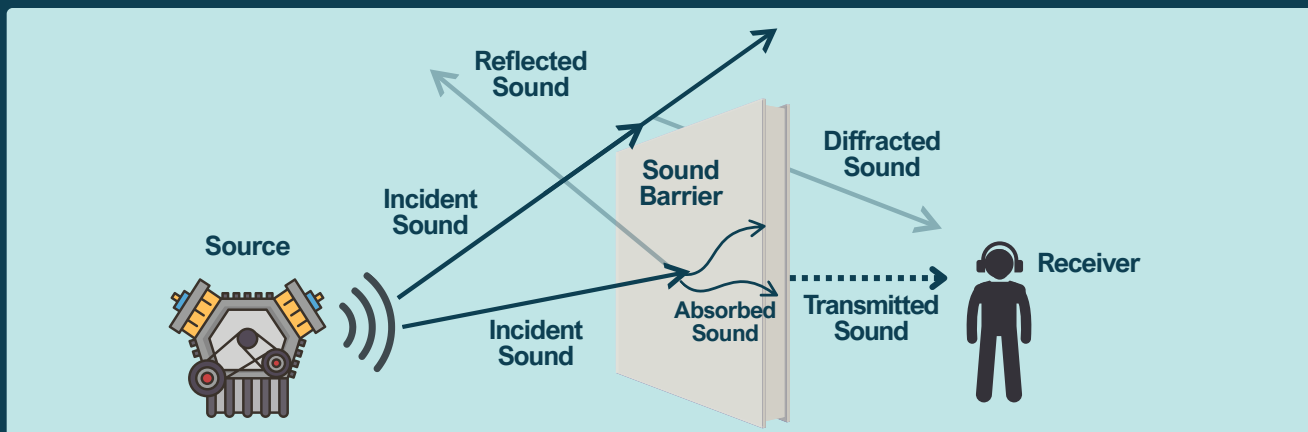 Reflected
Sound
Diffracted
Sound
Sound
Barrier
Incident
Sound
Source
Receiver
Absorbed
Sound
Transmitted
Sound
Incident
Sound